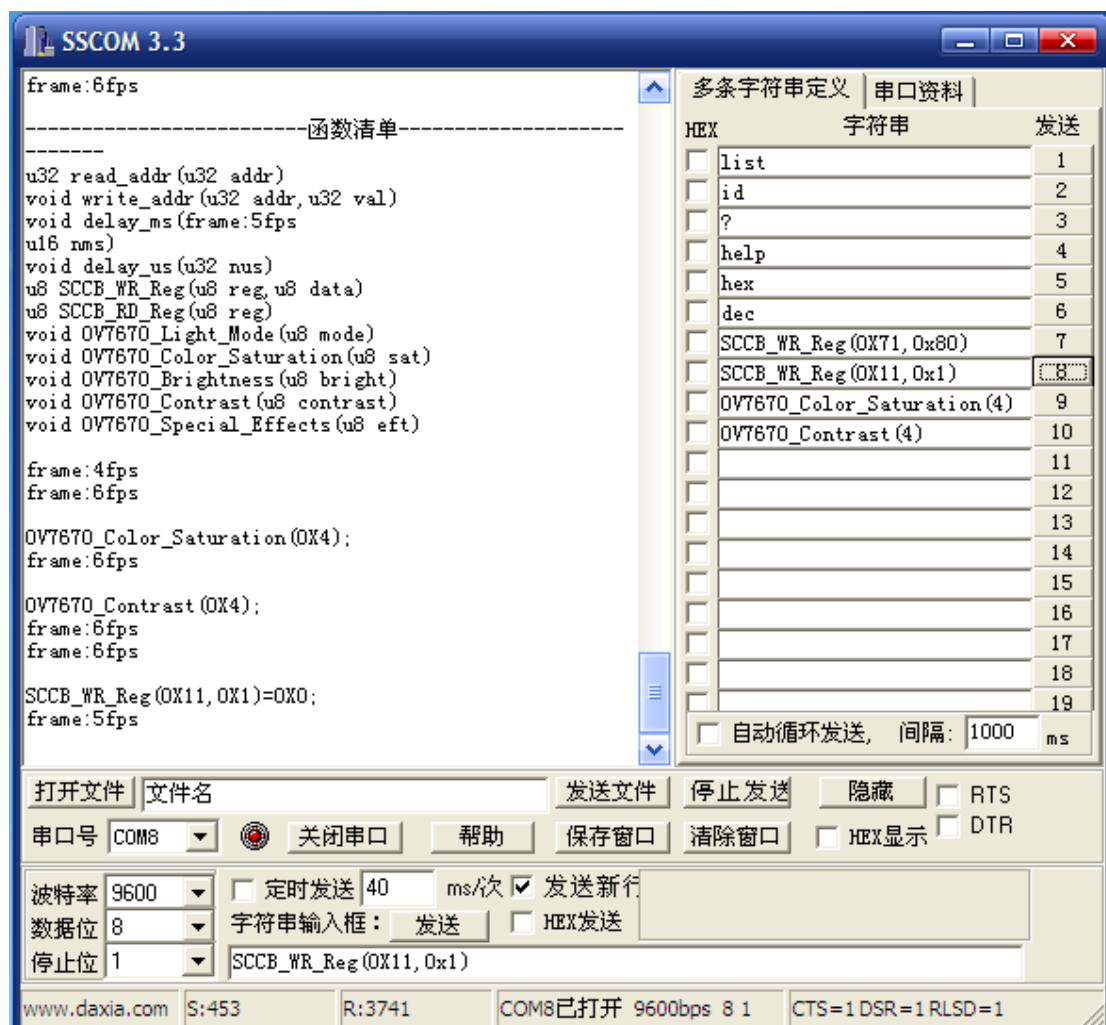 SSCOM 3.3
frame:6fps
-------------------------函数清单--------------------
-------
u32 read_addr(u32 addr)
void write_addr(u32 addr,u32 val)
void delay_ms(frame:5fps
u16 nms)
void delay_us(u32 nus)
u8 SCCB_WR_Reg(u8 reg,u8 data)
u8 SCCB_RD_Reg(u8 reg)
void OV7670_Light_Mode(u8 mode)
void OV7670_Color_Saturation(u8 sat)
void OV7670_Brightness(u8 bright)
void OV7670_Contrast(u8 contrast)
void OV7670_Special_Effects(u8 eft)
frame:4fps
frame:6fps
OV7670_Color_Saturation(0X4);
frame:6fps
OV7670_Contrast(0X4);
frame:6fps
frame:6fps
SCCB_WR_Reg(0X11,0X1)=0X0;
frame:5fps
多条字符串定义 串口资料
HEX 字符串 发送
list 1
id 2
? 3
help 4
hex 5
dec 6
SCCB_WR_Reg(0X71,0x80) 7
SCCB_WR_Reg(0X11,0x1) 8
OV7670_Color_Saturation(4) 9
OV7670_Contrast(4) 10
11
12
13
14
15
16
17
18
19
自动循环发送, 间隔: 1000 ms
打开文件 文件名 发送文件 停止发送 隐藏 RTS
串口号 COM8 关闭串口 帮助 保存窗口 清除窗口 HEX显示 DTR
波特率 9600 定时发送 40 ms/次 发送新行
数据位 8 字符串输入框: 发送 HEX发送
停止位 1 SCCB_WR_Reg(0X11,0x1)
www.daxia.com S:453 R:3741 COM8已打开 9600bps 8 1 CTS=1 DSR=1 RLSD=1